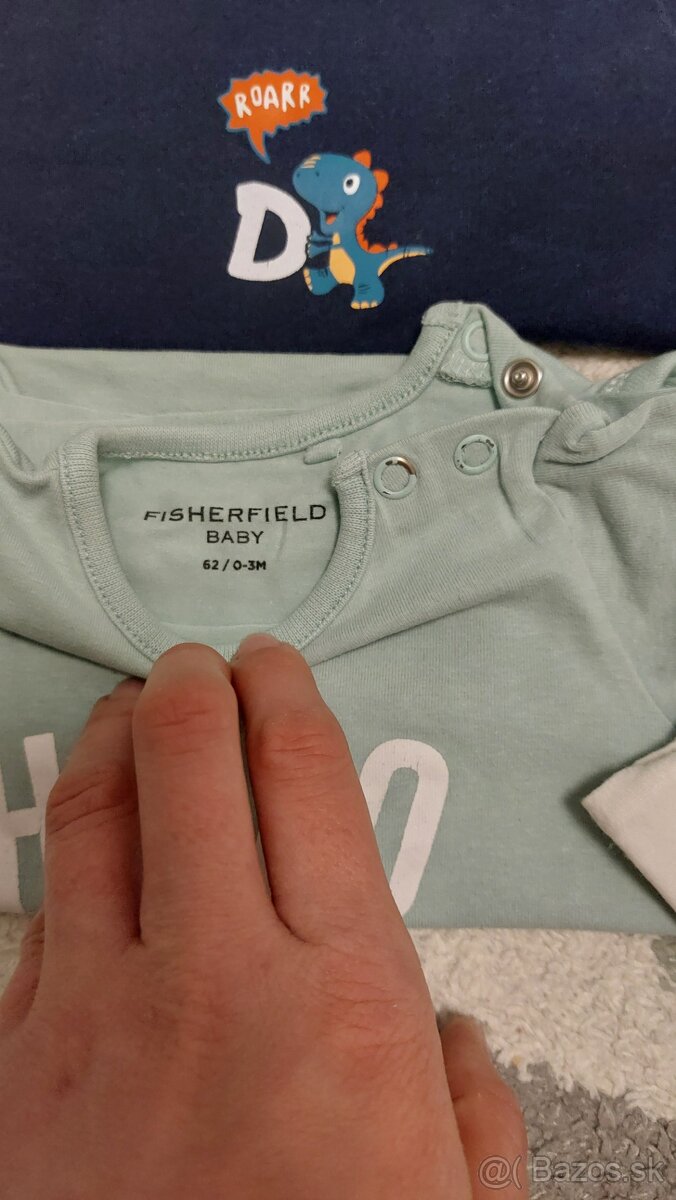 ROARR
D
FISHERFIELD
BABY
62 / 0-3M
H
O
@( Bazos.sk